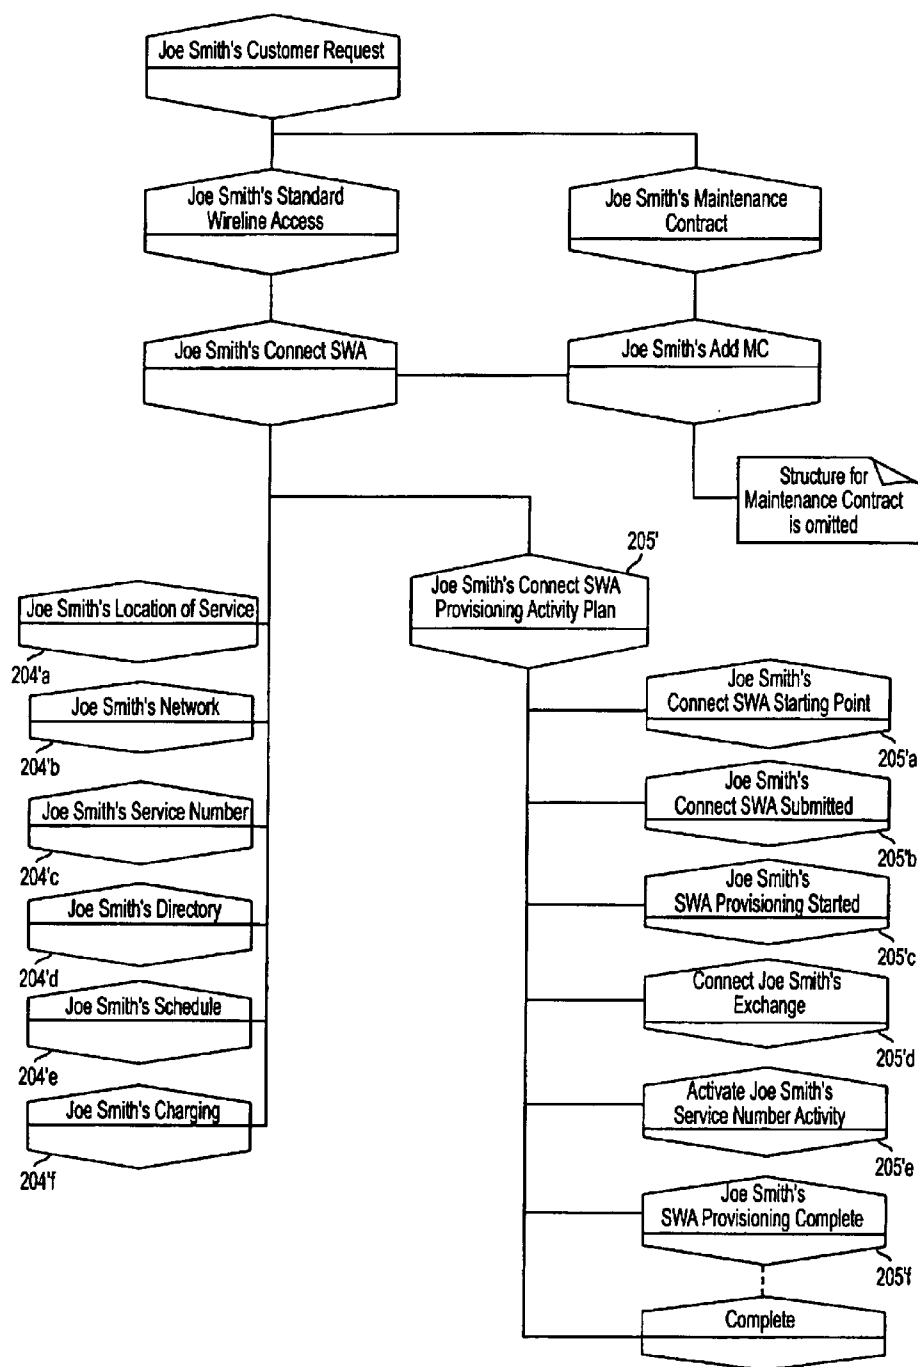 Joe Smith's Customer Request
Joe Smith's Standard
Wireline Access
Joe Smith's Maintenance
Contract
Joe Smith's Connect SWA
Joe Smith's Add MC
Structure for
Maintenance Contract
is omitted
205'
Joe Smith's Connect SWA
Provisioning Activity Plan
Joe Smith's Location of Service
204'a
Joe Smith's Network
204'b
Joe Smith's Service Number
204'c
Joe Smith's Directory
204'd
Joe Smith's Schedule
204'e
Joe Smith's Charging
204'f
Joe Smith's
Connect SWA Starting Point
205'a
Joe Smith's
Connect SWA Submitted
205'b
Joe Smith's
SWA Provisioning Started
205'c
Connect Joe Smith's
Exchange
205'd
Activate Joe Smith's
Service Number Activity
205'e
Joe Smith's
SWA Provisioning Complete
205'f
Complete